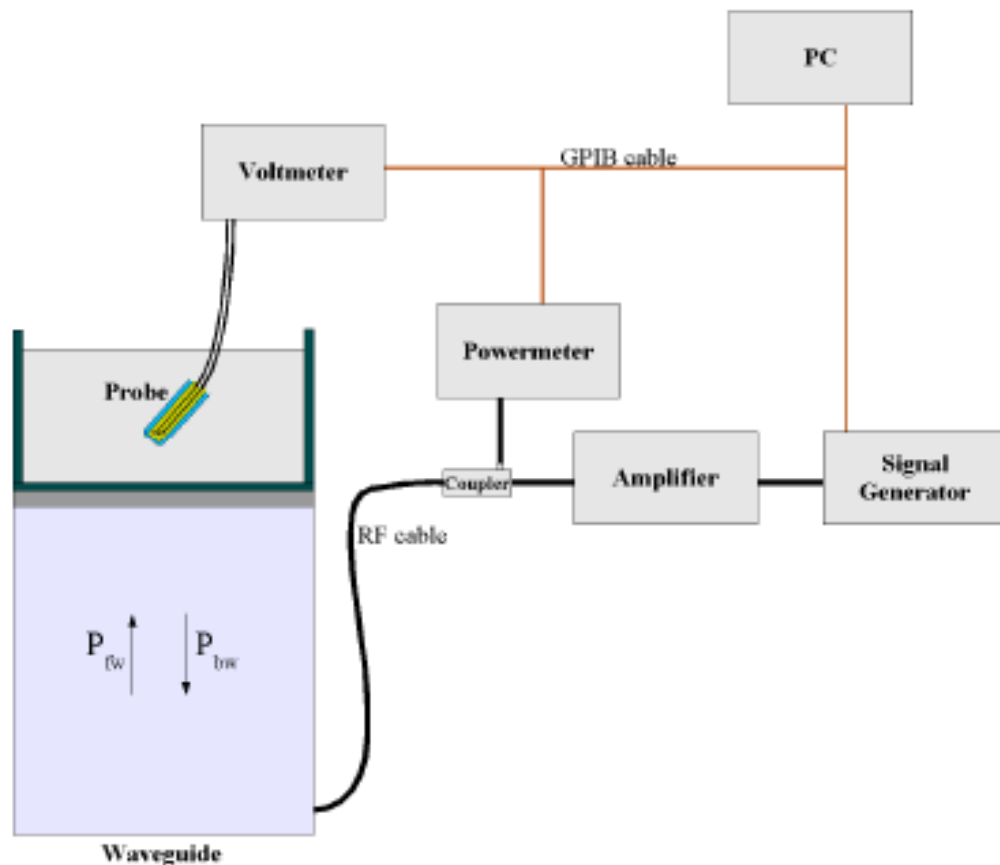 PC
Voltmeter
GPIB cable
Powermeter
Probe
Coupler
Amplifier
Signal
Generator
RF cable
P fw
P bw
Waveguide